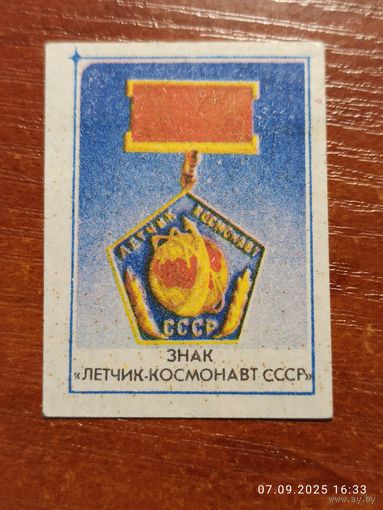 ЛЕТЧИК КОСМОНАВТ
СССР
ЗНАК
«ЛЕТЧИК-КОСМОНАВТ СССР»
07.09.2025 16:33
www.ay.by